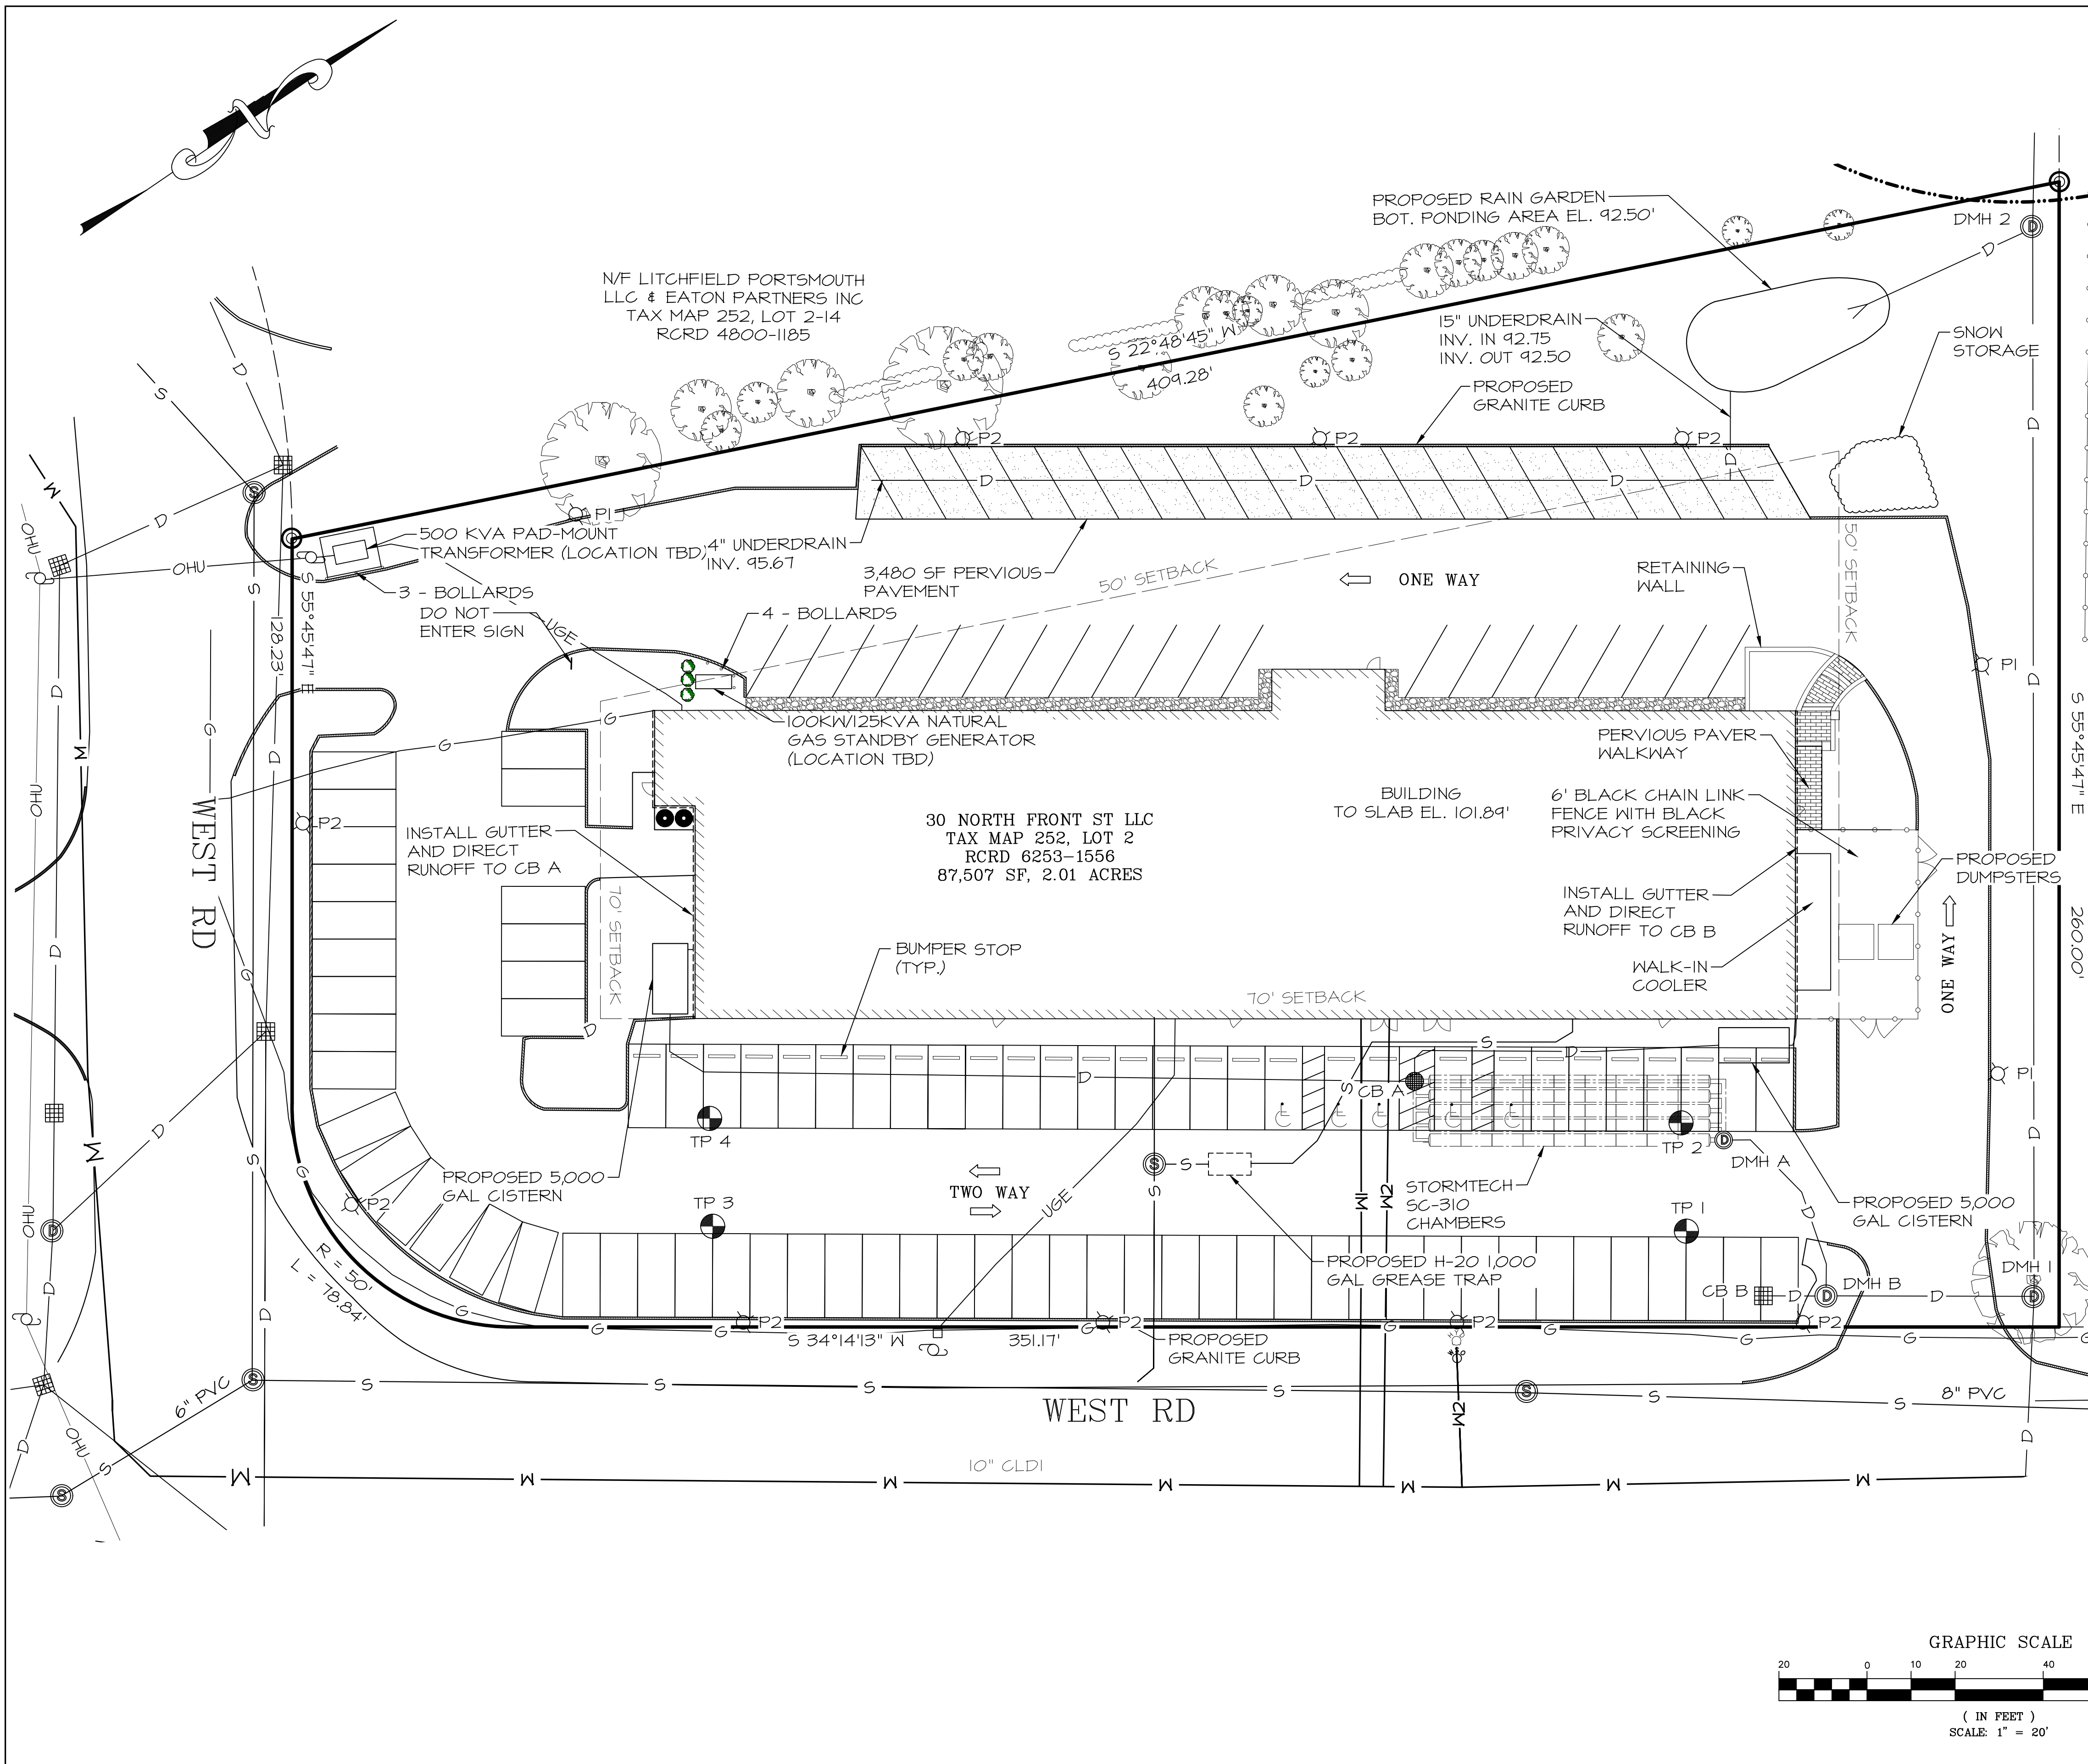 PROPOSED RAIN GARDEN
BOT. PONDING AREA EL. 92.50'
DMH 2
D
D
N/F LITCHFIELD PORTSMOUTH
LLC & EATON PARTNERS INC
TAX MAP 252, LOT 2-14
RCRD 4800-1185
S 22°48'45" W
409.28'
15" UNDERDRAIN
INV. IN 92.75
INV. OUT 92.50
SNOW
STORAGE
PROPOSED
GRANITE CURB
D
S
D
P2
P2
P2
D
D
D
D
D
S
W
D
P1
500 KVA PAD-MOUNT
TRANSFORMER (LOCATION TBD)
4" UNDERDRAIN
INV. 95.67
OHU
OHU
3 - BOLLARDS
DO NOT
ENTER SIGN
UGE
4 - BOLLARDS
3,480 SF PERVIOUS
PAVEMENT
50' SETBACK
ONE WAY
RETAINING
WALL
50' SETBACK
S
128.23'
S 55°45'47" E
P1
D
D
S 55°45'47" E
260.00'
G
G
G
D
W
OHU
100KW/125KVA NATURAL
GAS STANDBY GENERATOR
(LOCATION TBD)
PERVIOUS PAVER
WALKWAY
BUILDING
TO SLAB EL. 101.89'
6' BLACK CHAIN LINK
FENCE WITH BLACK
PRIVACY SCREENING
30 NORTH FRONT ST LLC
TAX MAP 252, LOT 2
RCRD 6253-1556
87,507 SF, 2.01 ACRES
P2
INSTALL GUTTER
AND DIRECT
RUNOFF TO CB A
WEST RD
PROPOSED
DUMPSTERS
INSTALL GUTTER
AND DIRECT
RUNOFF TO CB B
70' SETBACK
BUMPER STOP
(TYP.)
WALK-IN
COOLER
ONE WAY
70' SETBACK
G
D
D
S
D
D
CB A
S
P1
D
TP 4
TP 2
DMH A
D
D
W
S
PROPOSED 5,000
GAL CISTERN
S
S
S
TWO WAY
UGE
W1
W2
STORMTECH
SC-310
CHAMBERS
PROPOSED 5,000
GAL CISTERN
P2
TP 3
TP 1
D
OHU
D
D
G
R = 50'
L = 78.84'
PROPOSED H-20 1,000
GAL GREASE TRAP
CB B
D
DMH B
D
DMH 1
D
G
D
G
G
P2
S 34°14'13" W
351.17'
G
P2
PROPOSED
GRANITE CURB
G
P2
G
P2
G
G
G
6" PVC
S
S
S
S
S
S
S
S
S
8" PVC
WEST RD
W2
D
D
OHU
S
S
10" CLDI
W
W
W
W
W
W
W
GRAPHIC SCALE
20 0 10 20 40
( IN FEET )
SCALE: 1" = 20'